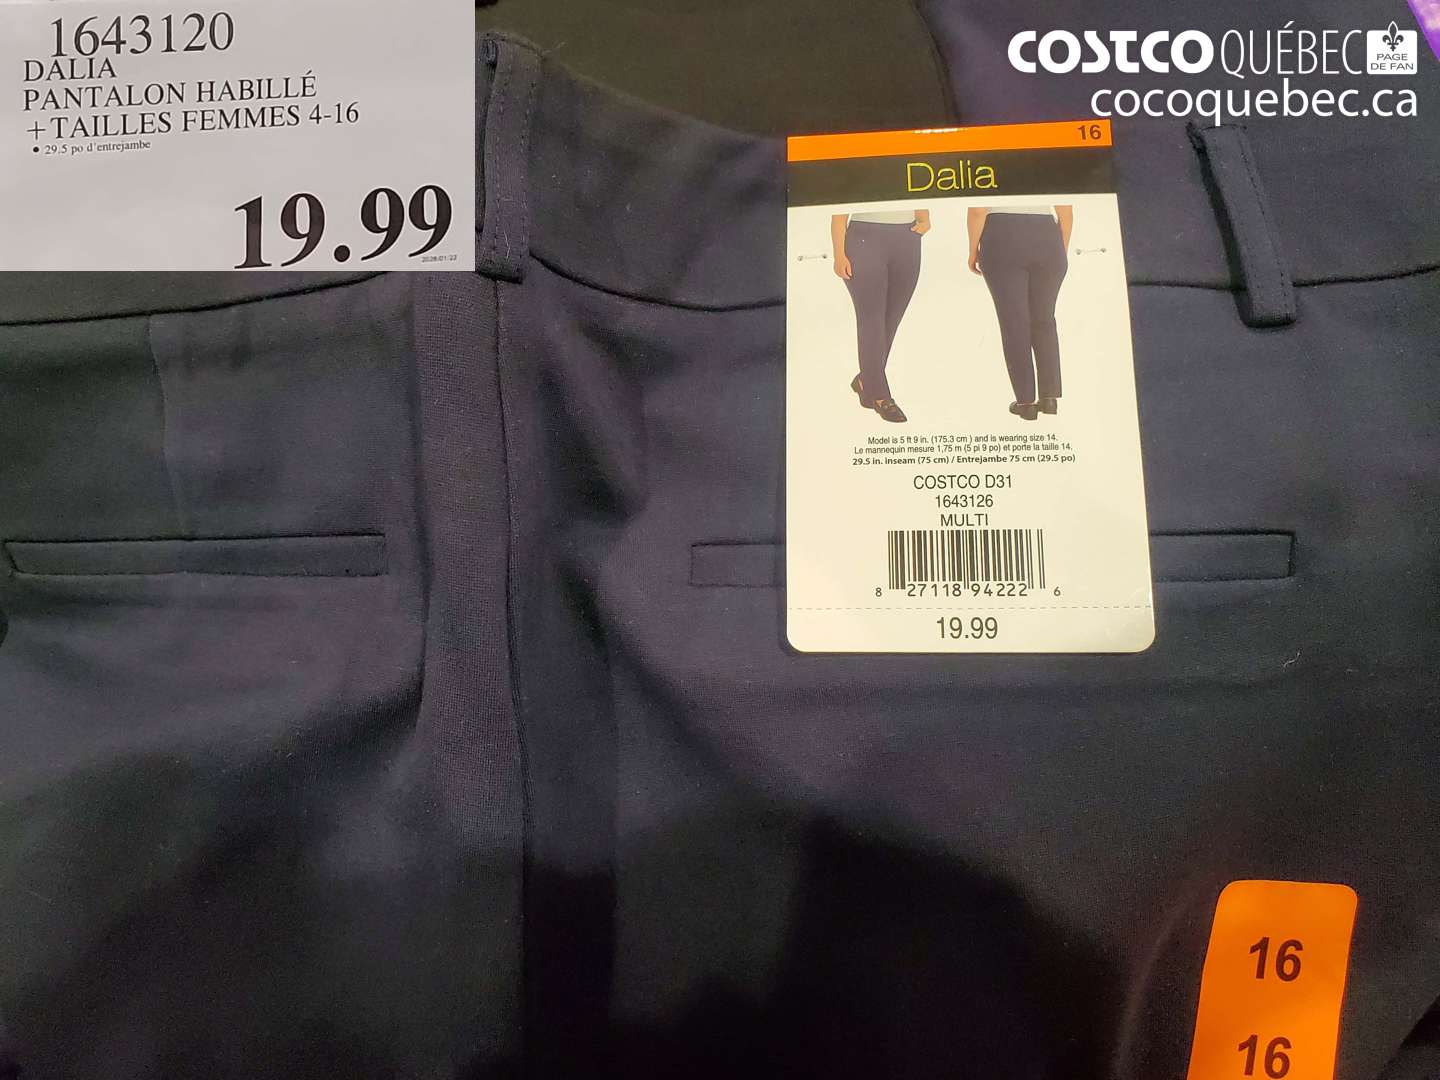 1643120
DALIA
PANTALON HABILLÉ
+TAILLES FEMMES 4-16
• 29.5 po d'entrejambe
19.99
2026/01/22
COSTCO QUÉBEC PAGE DE FAN
cocoquebec.ca
16
Dalia
Model is 5 ft 9 in. (175.3 cm ) and is wearing size 14.
Le mannequin mesure 1,75 m (5 pi 9 po) et porte la taille 14.
29.5 in. inseam (75 cm) / Entrejambe 75 cm (29.5 po)
COSTCO D31
1643126
MULTI
8 27118 94222 6
19.99
16
16